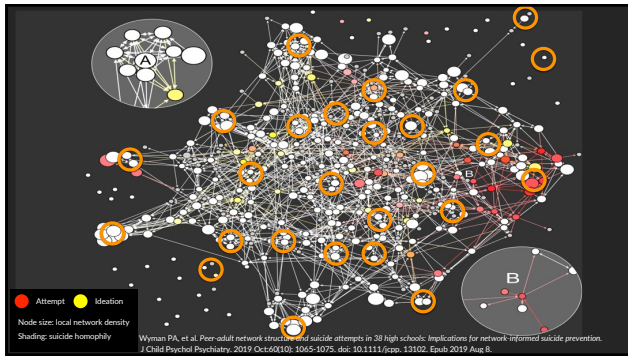 A
B
B
Attempt Ideation
Node size: local network density
Shading: suicide homophily
Wyman PA, et al. Peer-adult network structure and suicide attempts in 38 high schools: Implications for network-informed suicide prevention.
J Child Psychol Psychiatry. 2019 Oct;60(10): 1065-1075. doi: 10.1111/jcpp. 13102. Epub 2019 Aug 8.